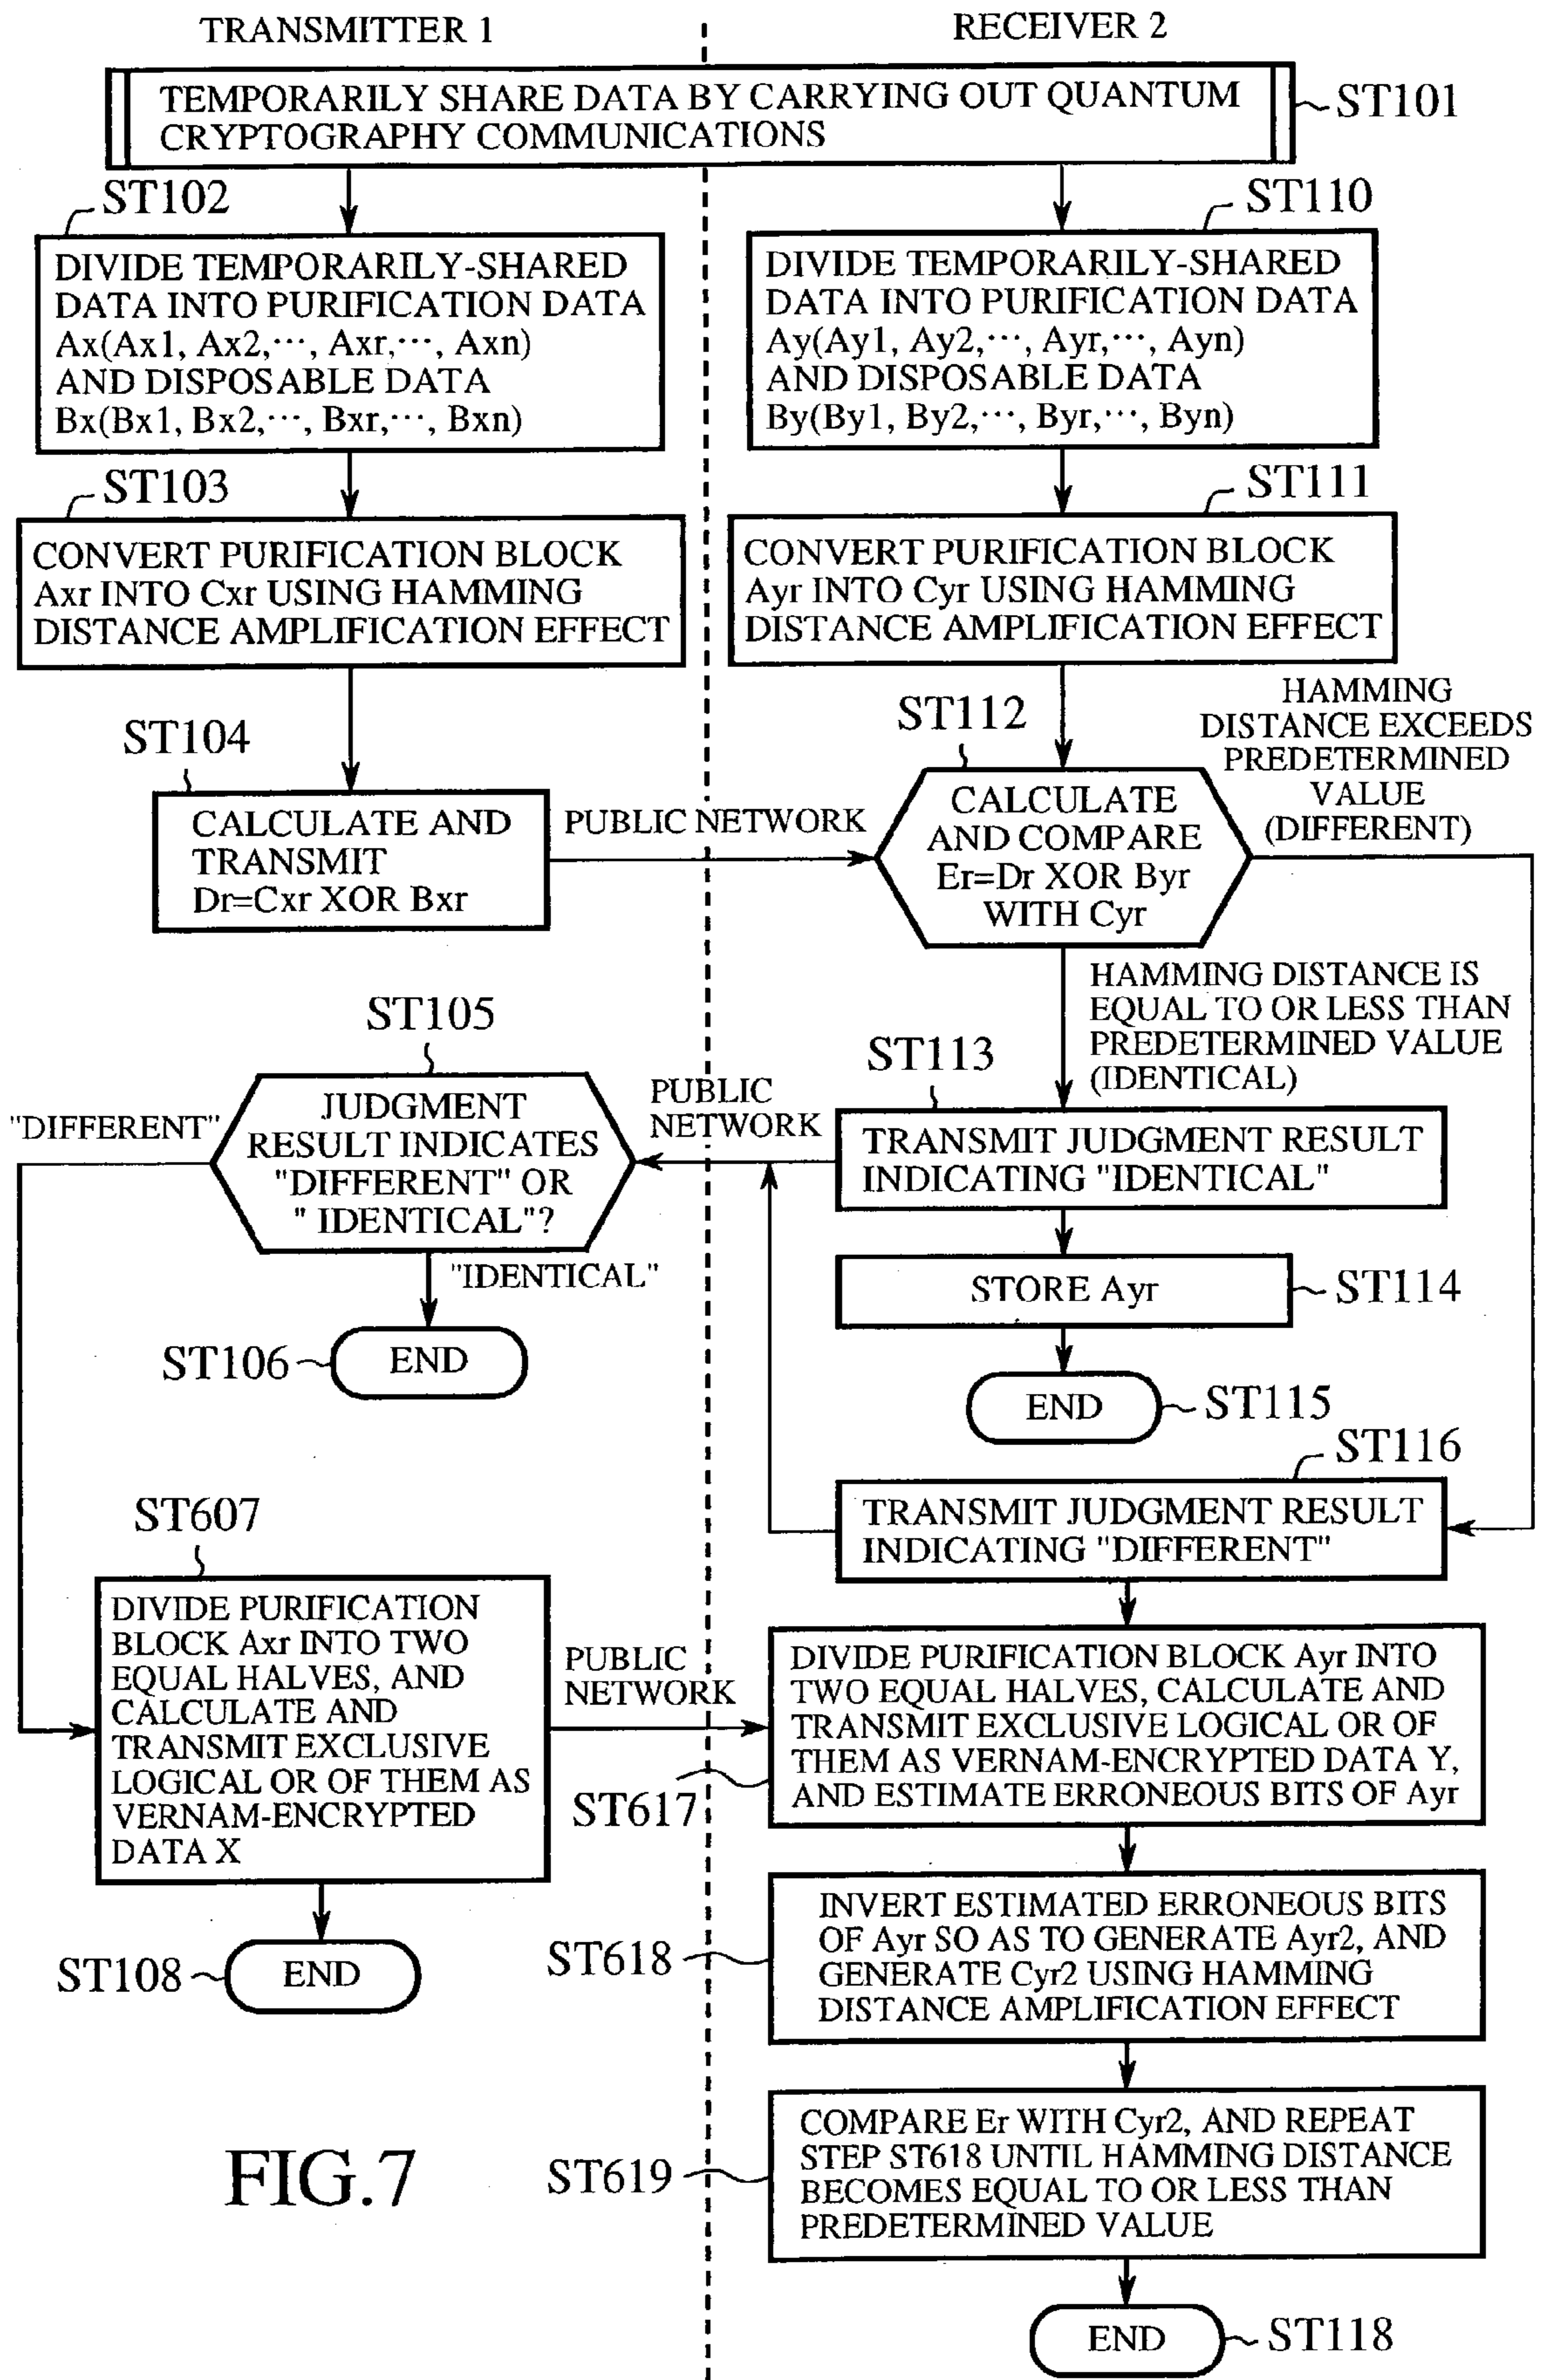 TRANSMITTER 1
RECEIVER 2
TEMPORARILY SHARE DATA BY CARRYING OUT QUANTUM
CRYPTOGRAPHY COMMUNICATIONS
ST101
ST102
DIVIDE TEMPORARILY-SHARED
DATA INTO PURIFICATION DATA
Ax(Ax1, Ax2,⋯, Axr,⋯, Axn)
AND DISPOSABLE DATA
Bx(Bx1, Bx2,⋯, Bxr,⋯, Bxn)
ST110
DIVIDE TEMPORARILY-SHARED
DATA INTO PURIFICATION DATA
Ay(Ay1, Ay2,⋯, Ayr,⋯, Ayn)
AND DISPOSABLE DATA
By(By1, By2,⋯, Byr,⋯, Byn)
ST103
CONVERT PURIFICATION BLOCK
Axr INTO Cxr USING HAMMING
DISTANCE AMPLIFICATION EFFECT
ST111
CONVERT PURIFICATION BLOCK
Ayr INTO Cyr USING HAMMING
DISTANCE AMPLIFICATION EFFECT
ST104
CALCULATE AND
TRANSMIT
Dr=Cxr XOR Bxr
PUBLIC NETWORK
ST112
CALCULATE
AND COMPARE
Er=Dr XOR Byr
WITH Cyr
HAMMING
DISTANCE EXCEEDS
PREDETERMINED
VALUE
(DIFFERENT)
HAMMING DISTANCE IS
EQUAL TO OR LESS THAN
PREDETERMINED VALUE
(IDENTICAL)
ST105
JUDGMENT
RESULT INDICATES
"DIFFERENT" OR
" IDENTICAL"?
"DIFFERENT"
"IDENTICAL"
PUBLIC
NETWORK
ST113
TRANSMIT JUDGMENT RESULT
INDICATING "IDENTICAL"
STORE Ayr
ST114
ST106
END
END
ST115
ST116
TRANSMIT JUDGMENT RESULT
INDICATING "DIFFERENT"
ST607
DIVIDE PURIFICATION
BLOCK Axr INTO TWO
EQUAL HALVES, AND
CALCULATE AND
TRANSMIT EXCLUSIVE
LOGICAL OR OF THEM AS
VERNAM-ENCRYPTED
DATA X
PUBLIC
NETWORK
DIVIDE PURIFICATION BLOCK Ayr INTO
TWO EQUAL HALVES, CALCULATE AND
TRANSMIT EXCLUSIVE LOGICAL OR OF
THEM AS VERNAM-ENCRYPTED DATA Y,
AND ESTIMATE ERRONEOUS BITS OF Ayr
ST617
ST108
END
ST618
INVERT ESTIMATED ERRONEOUS BITS
OF Ayr SO AS TO GENERATE Ayr2, AND
GENERATE Cyr2 USING HAMMING
DISTANCE AMPLIFICATION EFFECT
ST619
COMPARE Er WITH Cyr2, AND REPEAT
STEP ST618 UNTIL HAMMING DISTANCE
BECOMES EQUAL TO OR LESS THAN
PREDETERMINED VALUE
FIG.7
END
ST118